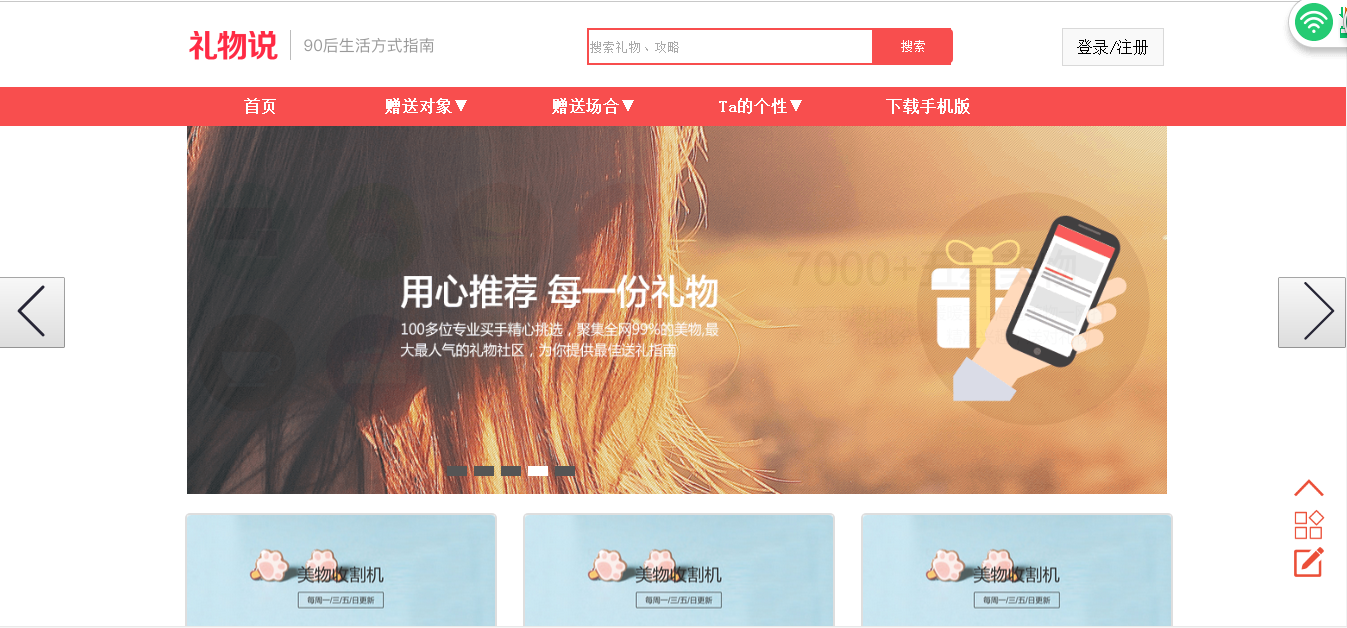 礼物说
90后生活方式指南
搜索礼物、攻略
搜索
登录/注册
首页
赠送对象▼
赠送场合▼
Ta的个性▼
下载手机版
用心推荐 每一份礼物
100多位专业买手精心挑选，聚集全网99%的美物,最
大最人气的礼物社区，为你提供最佳送礼指南
7000+
美物收割机
每周一/三/五/日更新
美物收割机
每周一/三/五/日更新
美物收割机
每周一/三/五/日更新